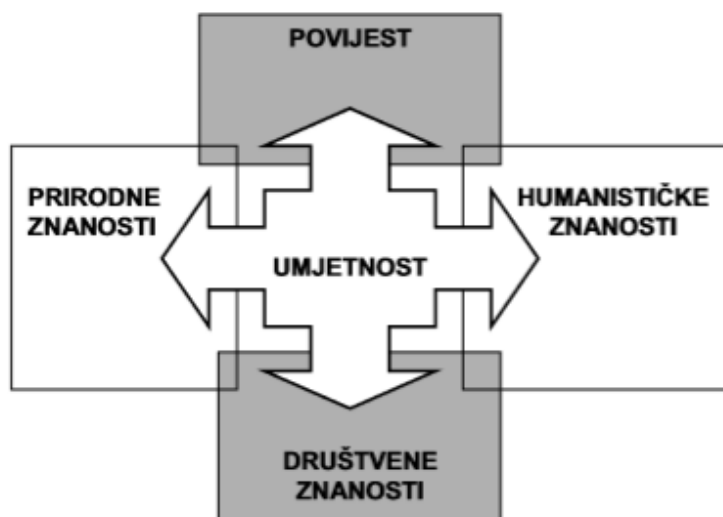 POVIJEST
PRIRODNE
ZNANOSTI
HUMANISTIČKE
ZNANOSTI
UMJETNOST
DRUŠTVENE
ZNANOSTI